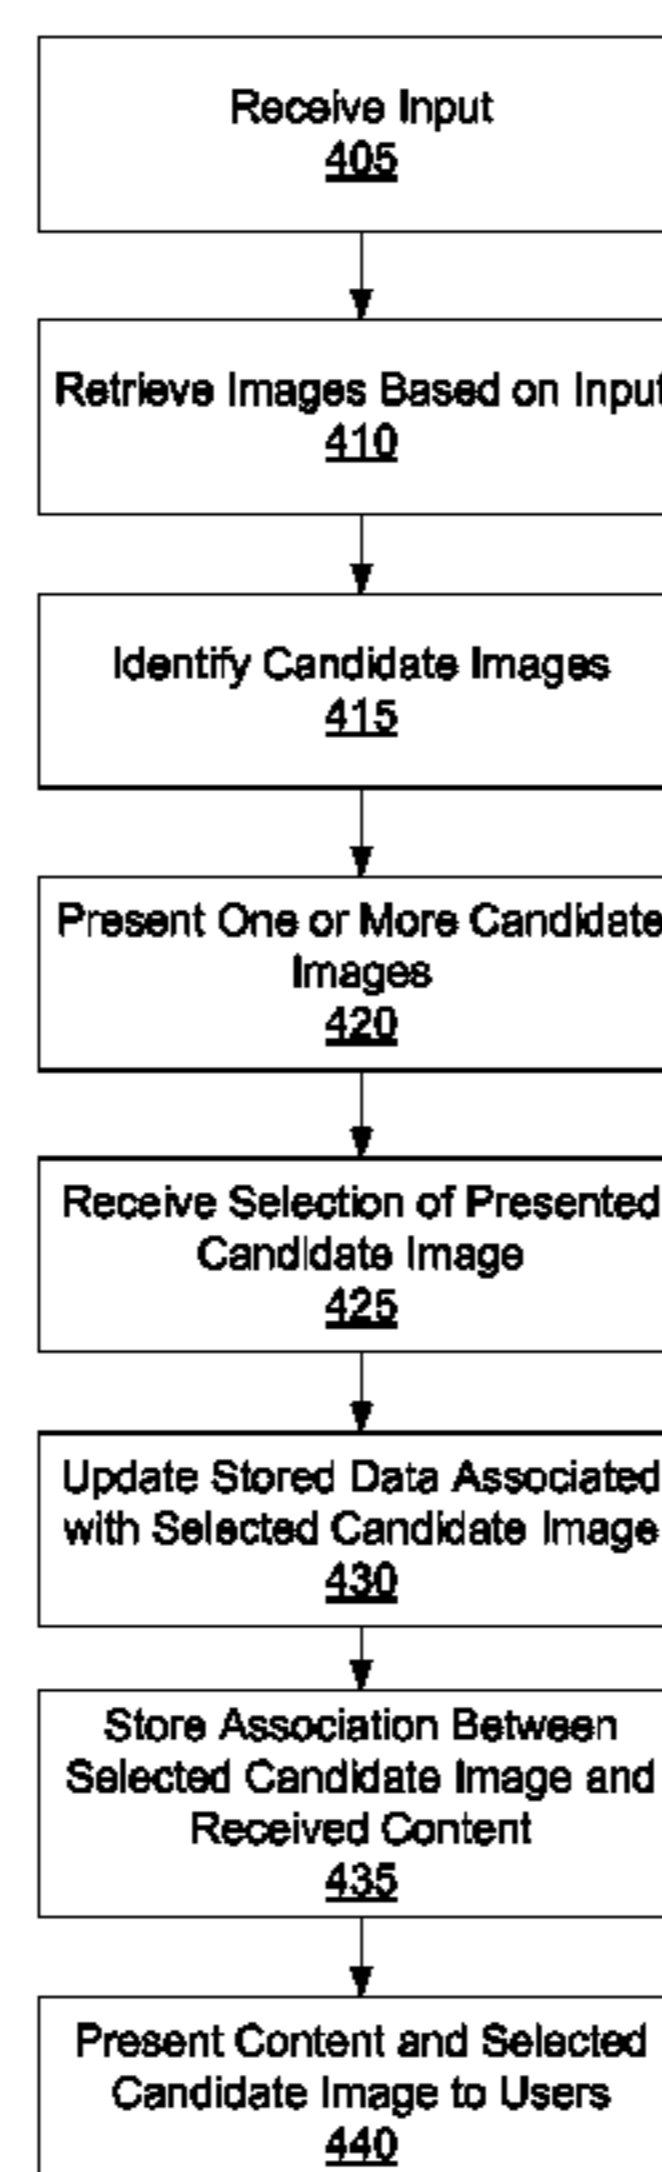 Receive Input
405
Retrieve Images Based on Input
410
Identify Candidate Images
415
Present One or More Candidate
Images
420
Receive Selection of Presented
Candidate Image
425
Update Stored Data Associated
with Selected Candidate Image
430
Store Association Between
Selected Candidate Image and
Received Content
435
Present Content and Selected
Candidate Image to Users
440